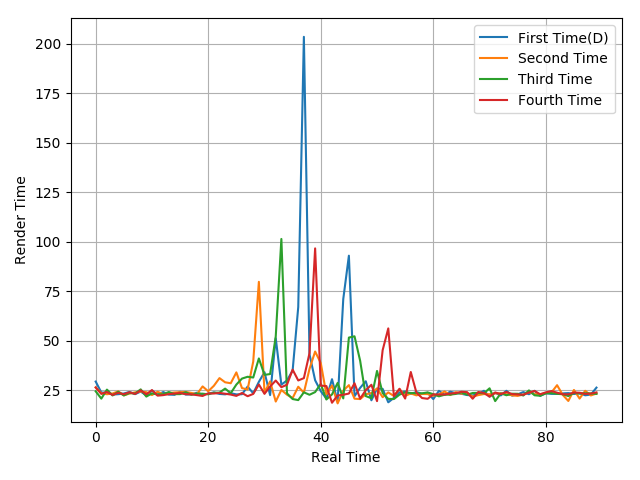 200
175
150
125
100
75
50
25
Render Time
0
20
40
60
80
Real Time
First Time(D)
Second Time
Third Time
Fourth Time